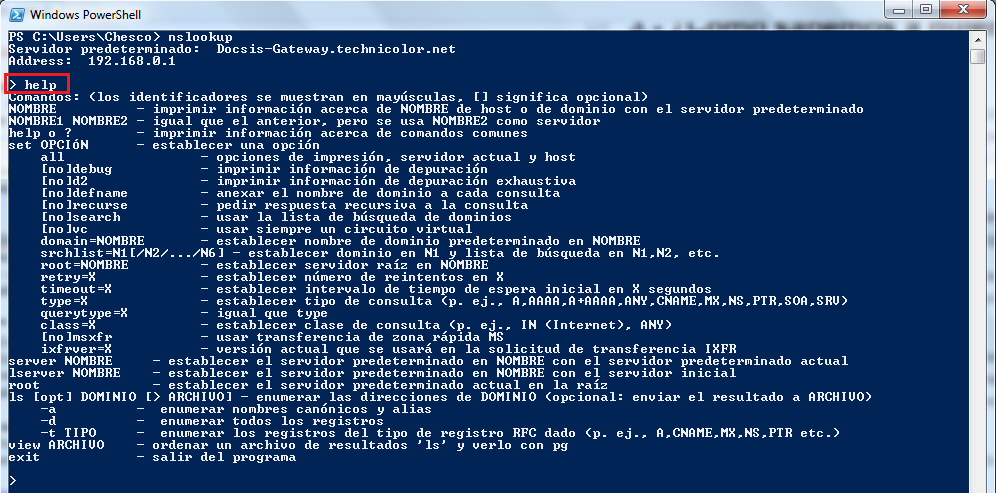 Windows PowerShell
PS C:\Users\Chesco> nslookup
Servidor predeterminado:  Docsis-Gateway.technicolor.net
Address:  192.168.0.1
> help
Comandos: (los identificadores se muestran en mayúsculas, [] significa opcional)
NOMBRE          - imprimir información acerca de NOMBRE de host o de dominio con el servidor predeterminado
NOMBRE1 NOMBRE2 - igual que el anterior, pero se usa NOMBRE2 como servidor
help o ?        - imprimir información acerca de comandos comunes
set OPCIóN      - establecer una opción
    all                 - opciones de impresión, servidor actual y host
    [no]debug           - imprimir información de depuración
    [no]d2              - imprimir información de depuración exhaustiva
    [no]defname         - anexar el nombre de dominio a cada consulta
    [no]recurse         - pedir respuesta recursiva a la consulta
    [no]search          - usar la lista de búsqueda de dominios
    [no]vc              - usar siempre un circuito virtual
    domain=NOMBRE       - establecer nombre de dominio predeterminado en NOMBRE
    srchlist=N1[/N2/.../N6] - establecer dominio en N1 y lista de búsqueda en N1,N2, etc.
    root=NOMBRE         - establecer servidor raíz en NOMBRE
    retry=X             - establecer número de reintentos en X
    timeout=X           - establecer intervalo de tiempo de espera inicial en X segundos
    type=X              - establecer tipo de consulta (p. ej., A,AAAA,A+AAAA,ANY,CNAME,MX,NS,PTR,SOA,SRV)
    querytype=X         - igual que type
    class=X             - establecer clase de consulta (p. ej., IN (Internet), ANY)
    [no]msxfr           - usar transferencia de zona rápida MS
    ixfrver=X           - versión actual que se usará en la solicitud de transferencia IXFR
server NOMBRE     - establecer el servidor predeterminado en NOMBRE con el servidor predeterminado actual
lserver NOMBRE    - establecer el servidor predeterminado en NOMBRE con el servidor inicial
root              - establecer el servidor predeterminado actual en la raíz
ls [opt] DOMINIO [> ARCHIVO] - enumerar las direcciones de DOMINIO (opcional: enviar el resultado a ARCHIVO)
    -a          -  enumerar nombres canónicos y alias
    -d          -  enumerar todos los registros
    -t TIPO     -  enumerar los registros del tipo de registro RFC dado (p. ej., A,CNAME,MX,NS,PTR etc.)
view ARCHIVO    - ordenar un archivo de resultados 'ls' y verlo con pg
exit            - salir del programa
>